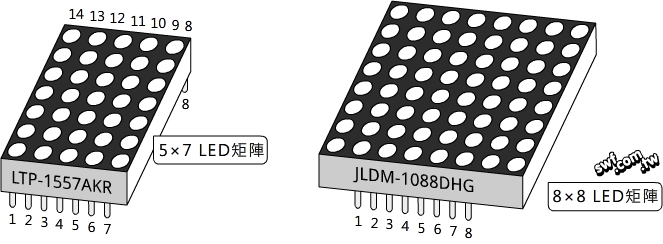 14 13 12 11 10 9 8
8
5×7 LED矩陣
LTP-1557AKR
1 2 3 4 5 6 7
JLDM-1088DHG
1 2 3 4 5 6 7 8
swf.com.tw
8×8 LED矩陣